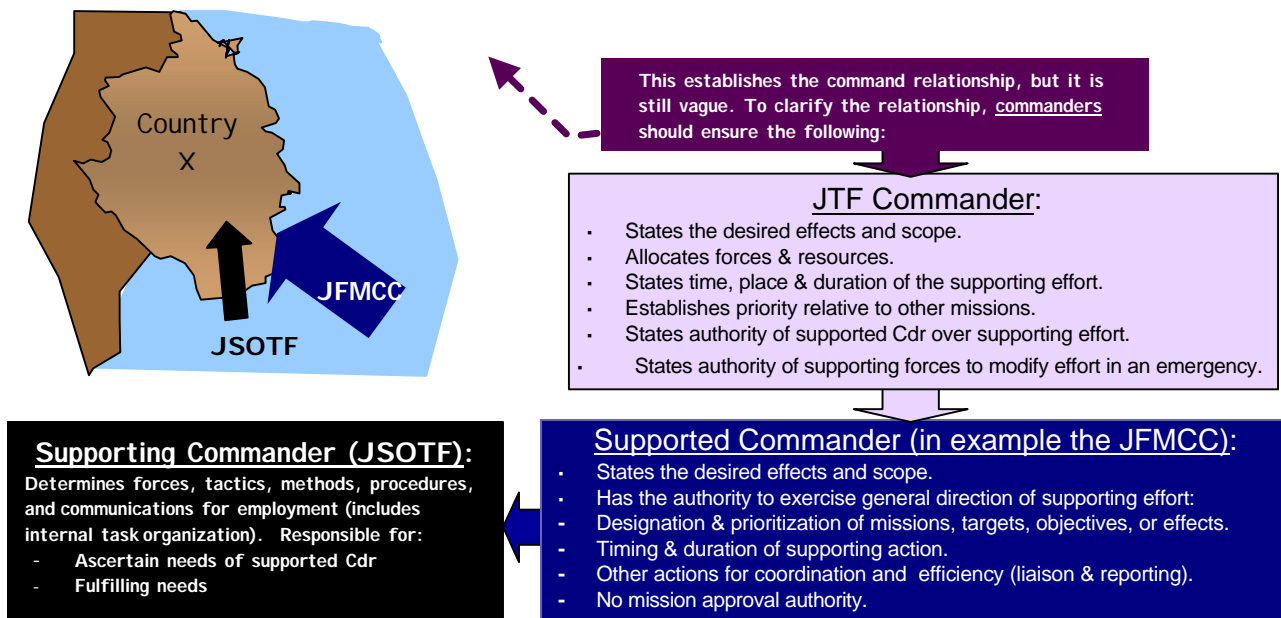 Country
X
JFMCC
JSOTF
This establishes the command relationship, but it is
still vague. To clarify the relationship, commanders
should ensure the following:
JTF Commander:
· States the desired effects and scope.
· Allocates forces & resources.
· States time, place & duration of the supporting effort.
· Establishes priority relative to other missions.
· States authority of supported Cdr over supporting effort.
· States authority of supporting forces to modify effort in an emergency.
Supported Commander (in example the JFMCC):
· States the desired effects and scope.
· Has the authority to exercise general direction of supporting effort:
- Designation & prioritization of missions, targets, objectives, or effects.
- Timing & duration of supporting action.
- Other actions for coordination and efficiency (liaison & reporting).
- No mission approval authority.
Supporting Commander (JSOTF):
Determines forces, tactics, methods, procedures,
and communications for employment (includes
internal task organization). Responsible for:
- Ascertain needs of supported Cdr
- Fulfilling needs